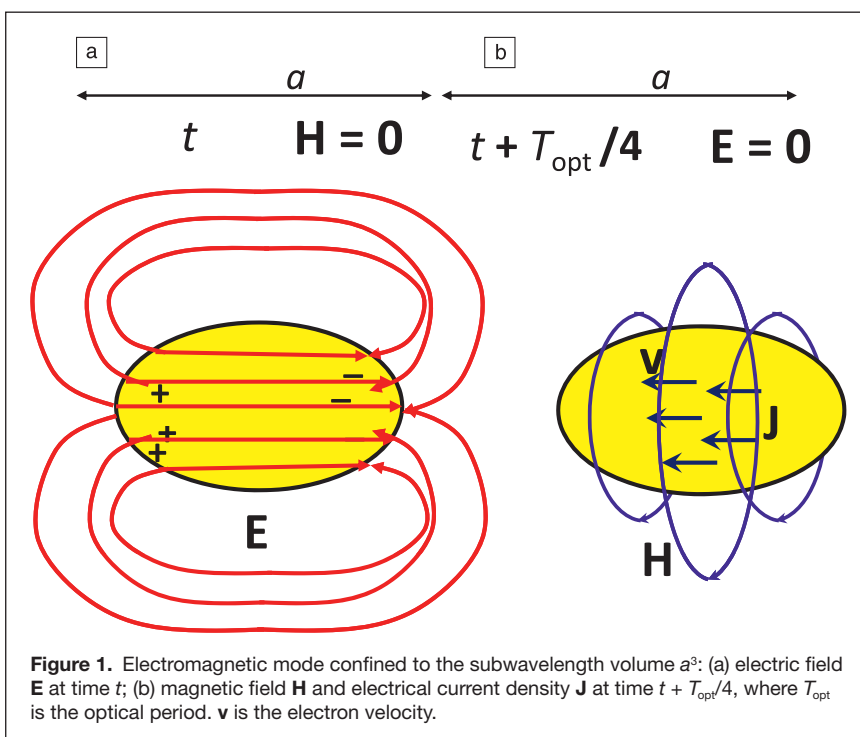 a
b
a
a
t
H = 0
t + T_opt /4
E = 0
+
+
+
−
−
E
v
J
H
Figure 1. Electromagnetic mode confined to the subwavelength volume a³: (a) electric field
E at time t; (b) magnetic field H and electrical current density J at time t + T_opt/4, where T_opt
is the optical period. v is the electron velocity.